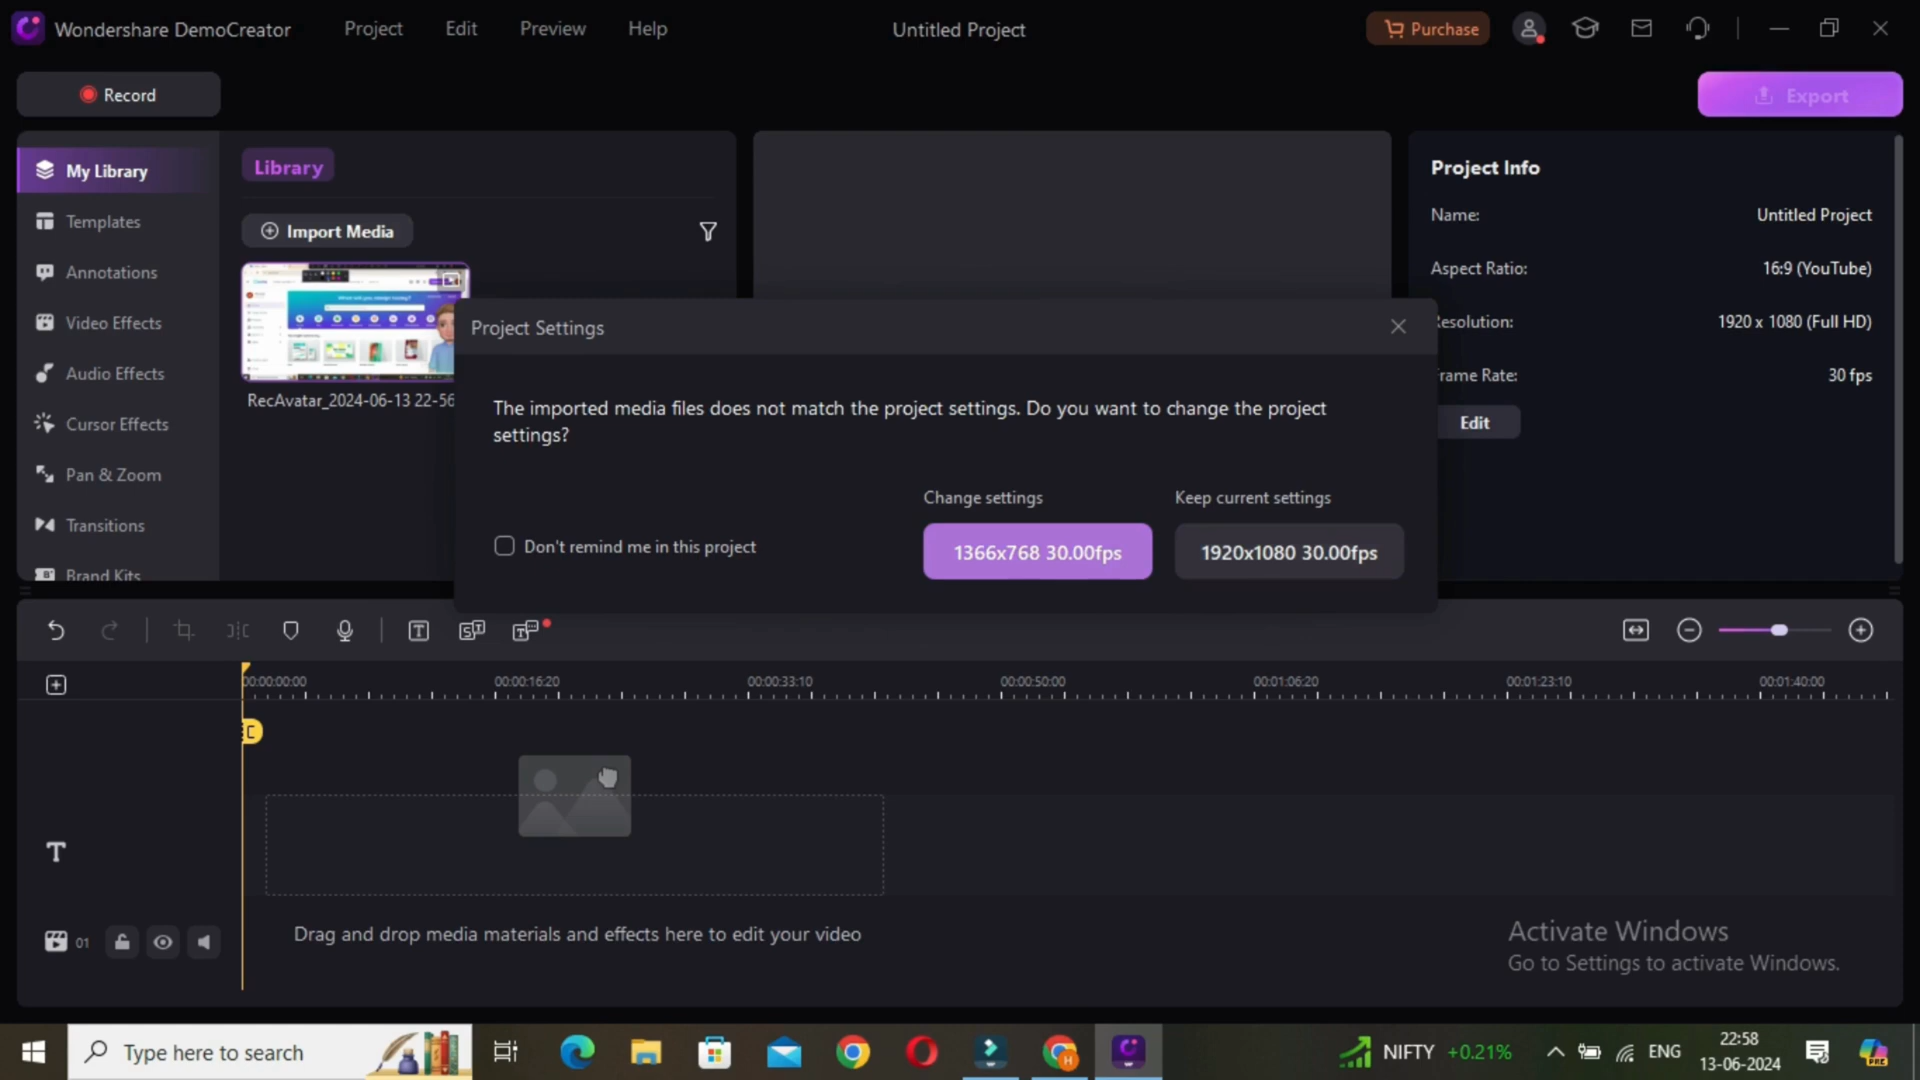 Wondershare DemoCreator
Project
Edit
Preview
Help
Untitled Project
Purchase
Record
Export
My Library
Templates
Annotations
Video Effects
Audio Effects
Cursor Effects
Pan & Zoom
Transitions
Brand Kits
Library
Import Media
RecAvatar_2024-06-13 22-56
Project Info
Name:
Untitled Project
Aspect Ratio:
16:9 (YouTube)
Resolution:
1920 x 1080 (Full HD)
Frame Rate:
30 fps
Edit
Project Settings
The imported media files does not match the project settings. Do you want to change the project
settings?
Change settings
Keep current settings
Don't remind me in this project
1366x768 30.00fps
1920x1080 30.00fps
00:00:00:00
00:00:16:20
00:00:33:10
00:00:50:00
00:01:06:20
00:01:23:10
00:01:40:00
01
Drag and drop media materials and effects here to edit your video
Activate Windows
Go to Settings to activate Windows.
Type here to search
NIFTY +0.21%
ENG
22:58
13-06-2024